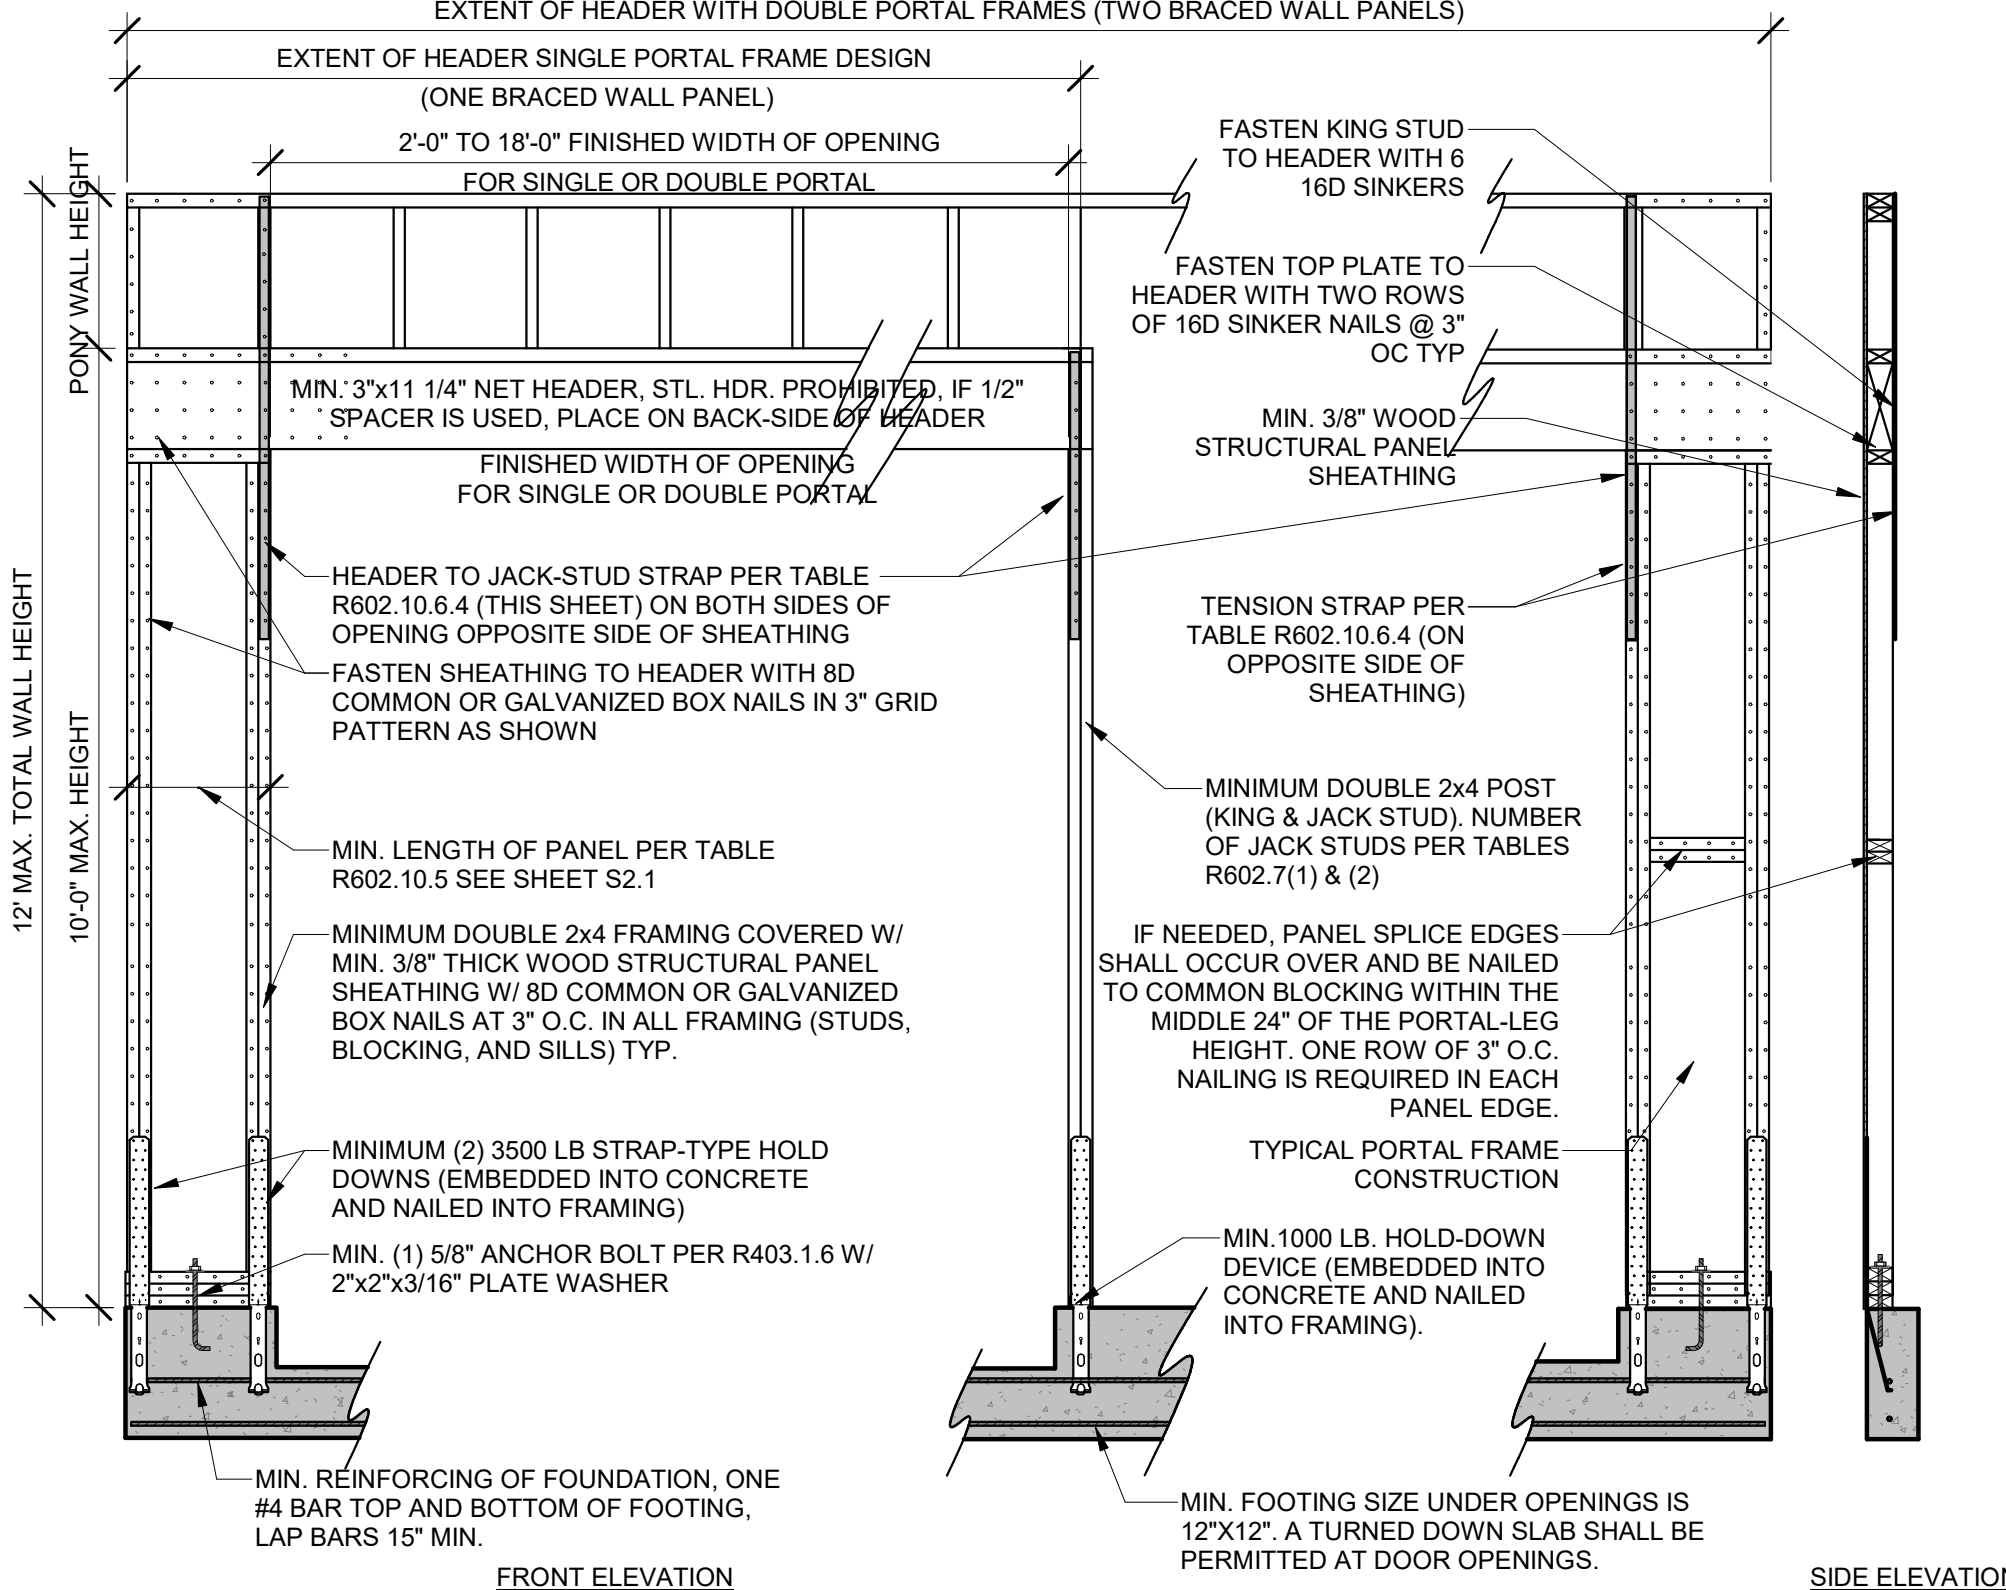 EXTENT OF HEADER WITH DOUBLE PORTAL FRAMES (TWO BRACED WALL PANELS)
EXTENT OF HEADER SINGLE PORTAL FRAME DESIGN
(ONE BRACED WALL PANEL)
2'-0" TO 18'-0" FINISHED WIDTH OF OPENING
FOR SINGLE OR DOUBLE PORTAL
PONY WALL HEIGHT
12' MAX. TOTAL WALL HEIGHT
10'-0" MAX. HEIGHT
FASTEN KING STUD
TO HEADER WITH 6
16D SINKERS
FASTEN TOP PLATE TO
HEADER WITH TWO ROWS
OF 16D SINKER NAILS @ 3"
OC TYP
MIN. 3"x11 1/4" NET HEADER, STL. HDR. PROHIBITED, IF 1/2"
SPACER IS USED, PLACE ON BACK-SIDE OF HEADER
MIN. 3/8" WOOD
STRUCTURAL PANEL
SHEATHING
FINISHED WIDTH OF OPENING
FOR SINGLE OR DOUBLE PORTAL
HEADER TO JACK-STUD STRAP PER TABLE
R602.10.6.4 (THIS SHEET) ON BOTH SIDES OF
OPENING OPPOSITE SIDE OF SHEATHING
TENSION STRAP PER
TABLE R602.10.6.4 (ON
OPPOSITE SIDE OF
SHEATHING)
FASTEN SHEATHING TO HEADER WITH 8D
COMMON OR GALVANIZED BOX NAILS IN 3" GRID
PATTERN AS SHOWN
MINIMUM DOUBLE 2x4 POST
(KING & JACK STUD). NUMBER
OF JACK STUDS PER TABLES
R602.7(1) & (2)
MIN. LENGTH OF PANEL PER TABLE
R602.10.5 SEE SHEET S2.1
MINIMUM DOUBLE 2x4 FRAMING COVERED W/
MIN. 3/8" THICK WOOD STRUCTURAL PANEL
SHEATHING W/ 8D COMMON OR GALVANIZED
BOX NAILS AT 3" O.C. IN ALL FRAMING (STUDS,
BLOCKING, AND SILLS) TYP.
IF NEEDED, PANEL SPLICE EDGES
SHALL OCCUR OVER AND BE NAILED
TO COMMON BLOCKING WITHIN THE
MIDDLE 24" OF THE PORTAL-LEG
HEIGHT. ONE ROW OF 3" O.C.
NAILING IS REQUIRED IN EACH
PANEL EDGE.
MINIMUM (2) 3500 LB STRAP-TYPE HOLD
DOWNS (EMBEDDED INTO CONCRETE
AND NAILED INTO FRAMING)
TYPICAL PORTAL FRAME
CONSTRUCTION
MIN. (1) 5/8" ANCHOR BOLT PER R403.1.6 W/
2"x2"x3/16" PLATE WASHER
MIN.1000 LB. HOLD-DOWN
DEVICE (EMBEDDED INTO
CONCRETE AND NAILED
INTO FRAMING).
MIN. REINFORCING OF FOUNDATION, ONE
#4 BAR TOP AND BOTTOM OF FOOTING,
LAP BARS 15" MIN.
MIN. FOOTING SIZE UNDER OPENINGS IS
12"X12". A TURNED DOWN SLAB SHALL BE
PERMITTED AT DOOR OPENINGS.
FRONT ELEVATION
SIDE ELEVATION